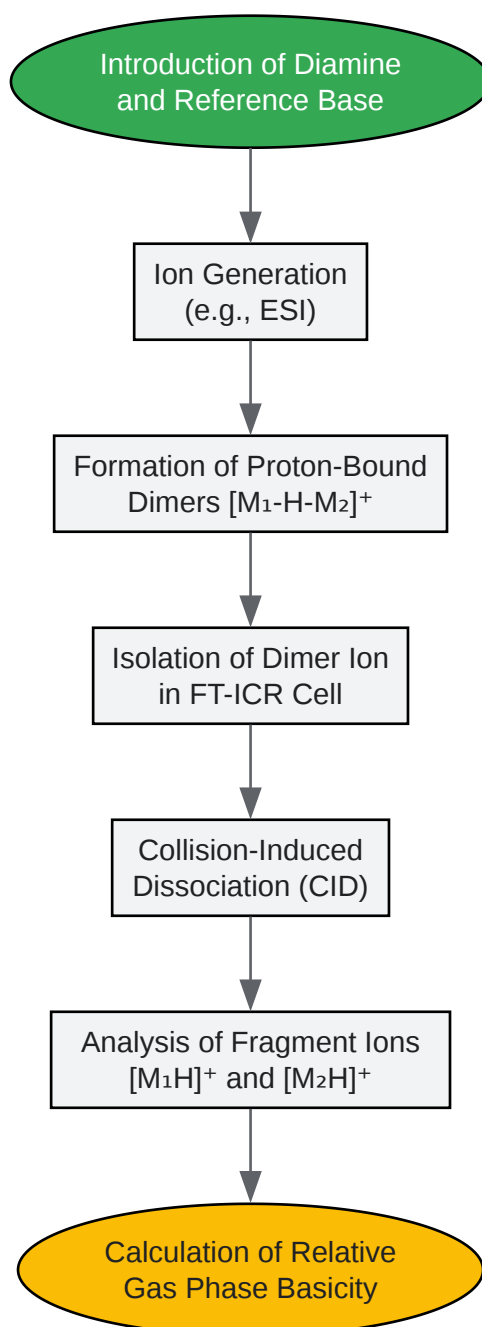 Introduction of Diamine
and Reference Base
Ion Generation
(e.g., ESI)
Formation of Proton-Bound
Dimers [M₁-H-M₂]⁺
Isolation of Dimer Ion
in FT-ICR Cell
Collision-Induced
Dissociation (CID)
Analysis of Fragment Ions
[M₁H]⁺ and [M₂H]⁺
Calculation of Relative
Gas Phase Basicity